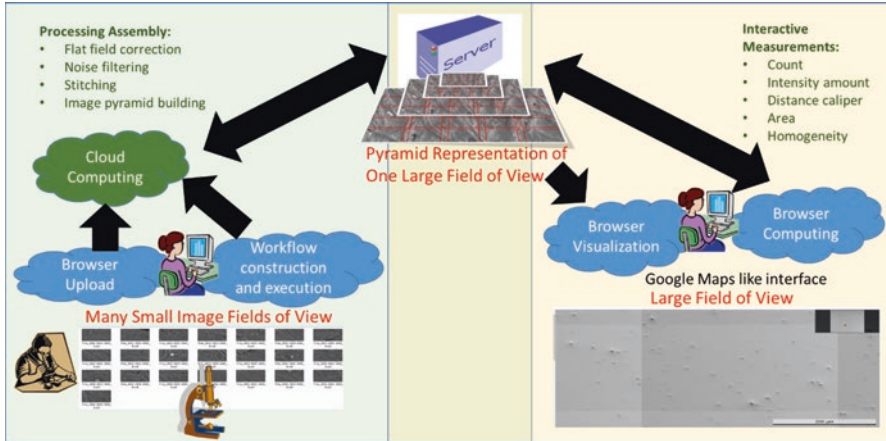 Processing Assembly:
• Flat field correction
• Noise filtering
• Stitching
• Image pyramid building
Cloud
Computing
Browser
Upload
Workflow
construction
and execution
Many Small Image Fields of View
Server
Pyramid Representation of
One Large Field of View
Interactive
Measurements:
• Count
• Intensity amount
• Distance caliper
• Area
• Homogeneity
Browser
Visualization
Browser
Computing
Google Maps like interface
Large Field of View